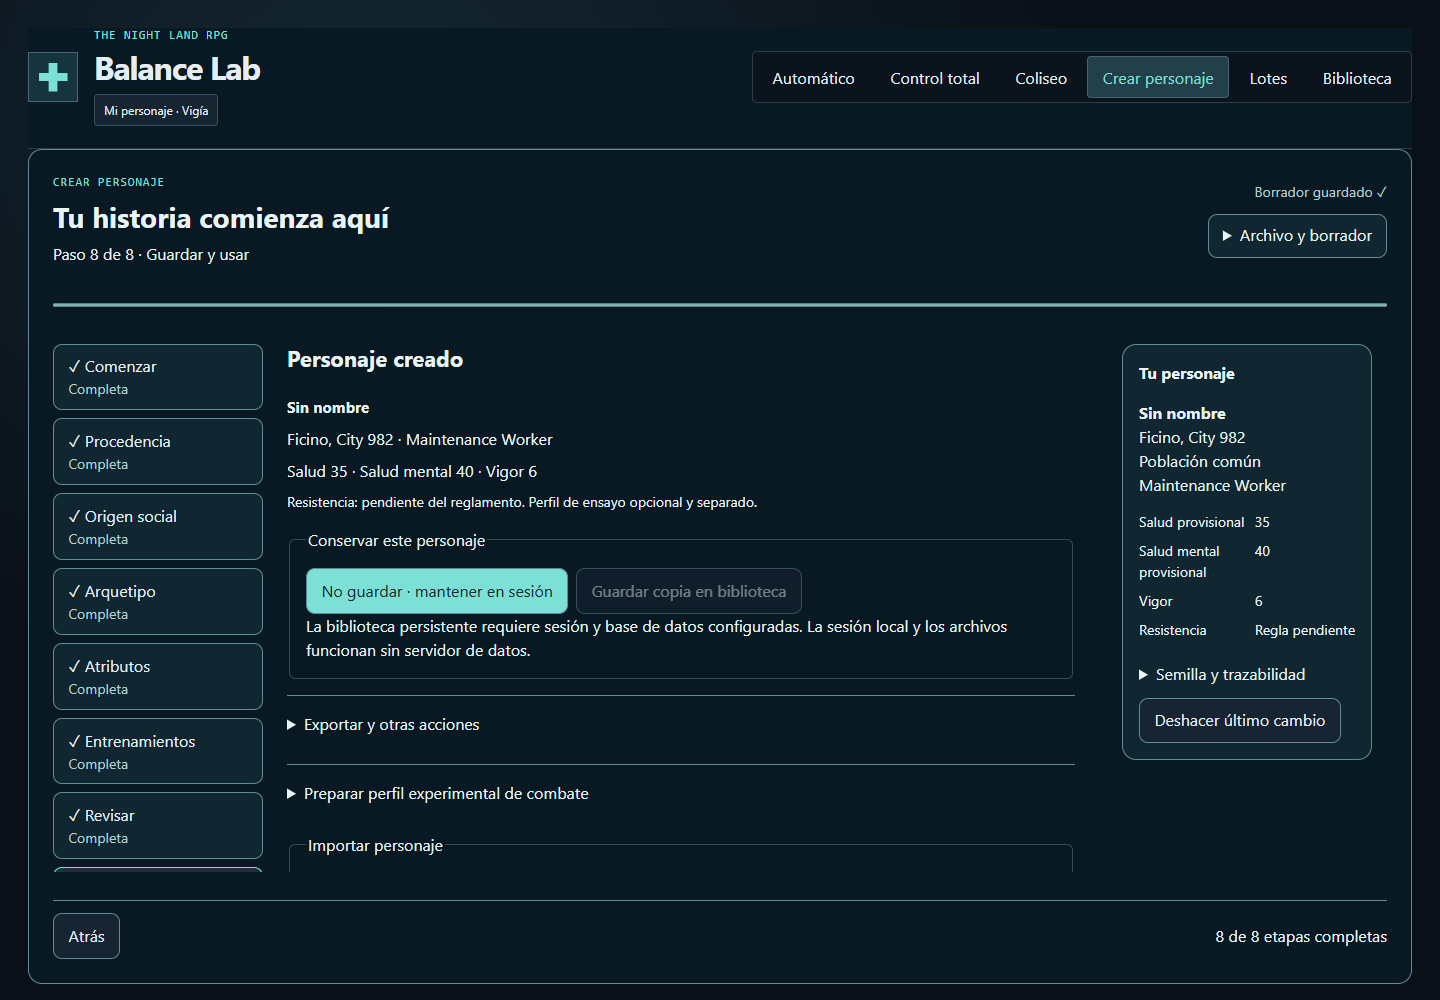 THE NIGHT LAND RPG
Balance Lab
Mi personaje · Vigía
Automático
Control total
Coliseo
Crear personaje
Lotes
Biblioteca
CREAR PERSONAJE
Tu historia comienza aquí
Paso 8 de 8 · Guardar y usar
Borrador guardado ✓
▶ Archivo y borrador
✓ Comenzar
Completa
✓ Procedencia
Completa
✓ Origen social
Completa
✓ Arquetipo
Completa
✓ Atributos
Completa
✓ Entrenamientos
Completa
✓ Revisar
Completa
Personaje creado
Sin nombre
Ficino, City 982 · Maintenance Worker
Salud 35 · Salud mental 40 · Vigor 6
Resistencia: pendiente del reglamento. Perfil de ensayo opcional y separado.
Conservar este personaje
No guardar · mantener en sesión
Guardar copia en biblioteca
La biblioteca persistente requiere sesión y base de datos configuradas. La sesión local y los archivos
funcionan sin servidor de datos.
▶ Exportar y otras acciones
▶ Preparar perfil experimental de combate
Importar personaje
Tu personaje
Sin nombre
Ficino, City 982
Población común
Maintenance Worker
Salud provisional 35
Salud mental 40
provisional
Vigor 6
Resistencia Regla pendiente
▶ Semilla y trazabilidad
Deshacer último cambio
Atrás
8 de 8 etapas completas